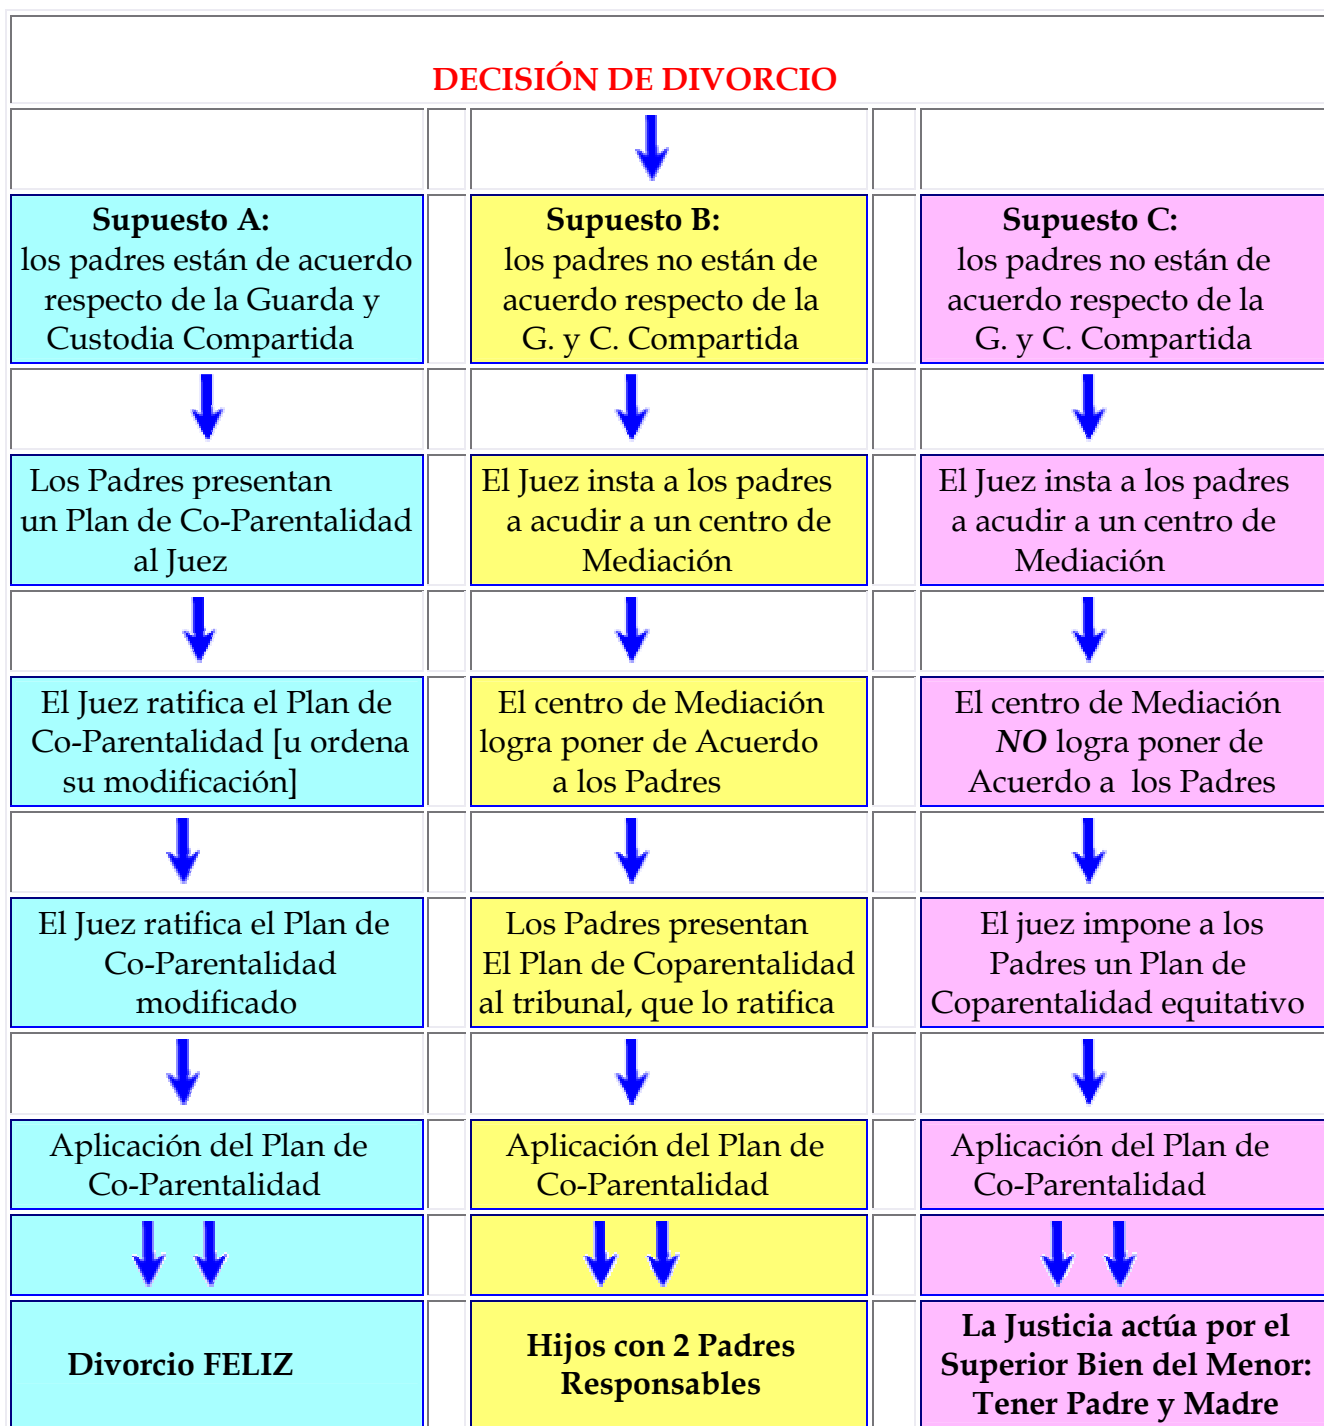 DECISIÓN DE DIVORCIO
Supuesto A:
los padres están de acuerdo
respecto de la Guarda y
Custodia Compartida
Supuesto B:
los padres no están de
acuerdo respecto de la
G. y C. Compartida
Supuesto C:
los padres no están de
acuerdo respecto de la
G. y C. Compartida
Los Padres presentan
un Plan de Co-Parentalidad
al Juez
El Juez insta a los padres
a acudir a un centro de
Mediación
El Juez insta a los padres
a acudir a un centro de
Mediación
El Juez ratifica el Plan de
Co-Parentalidad [u ordena
su modificación]
El centro de Mediación
logra poner de Acuerdo
a los Padres
El centro de Mediación
NO logra poner de
Acuerdo a los Padres
El Juez ratifica el Plan de
Co-Parentalidad
modificado
Los Padres presentan
El Plan de Coparentalidad
al tribunal, que lo ratifica
El juez impone a los
Padres un Plan de
Coparentalidad equitativo
Aplicación del Plan de
Co-Parentalidad
Aplicación del Plan de
Co-Parentalidad
Aplicación del Plan de
Co-Parentalidad
Divorcio FELIZ
Hijos con 2 Padres
Responsables
La Justicia actúa por el
Superior Bien del Menor:
Tener Padre y Madre